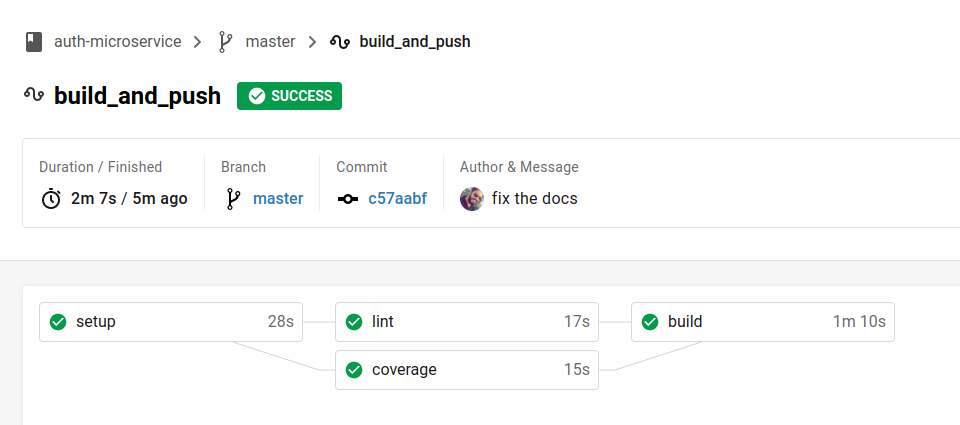 auth-microservice > master > build_and_push
build_and_push SUCCESS
Duration / Finished Branch Commit Author & Message
2m 7s / 5m ago master c57aabf fix the docs
setup 28s lint 17s build 1m 10s
coverage 15s